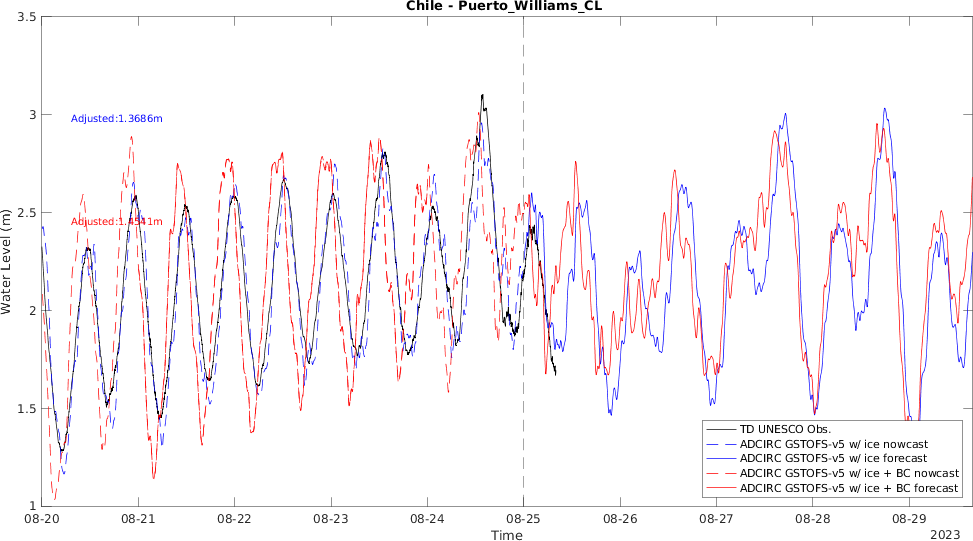 Chile - Puerto_Williams_CL
3.5
3
2.5
2
1.5
1
Water Level (m)
Adjusted:1.3686m
Adjusted:1.4541m
TD UNESCO Obs.
ADCIRC GSTOFS-v5 w/ ice nowcast
ADCIRC GSTOFS-v5 w/ ice forecast
ADCIRC GSTOFS-v5 w/ ice + BC nowcast
ADCIRC GSTOFS-v5 w/ ice + BC forecast
08-20 08-21 08-22 08-23 08-24 08-25 08-26 08-27 08-28 08-29
Time
2023